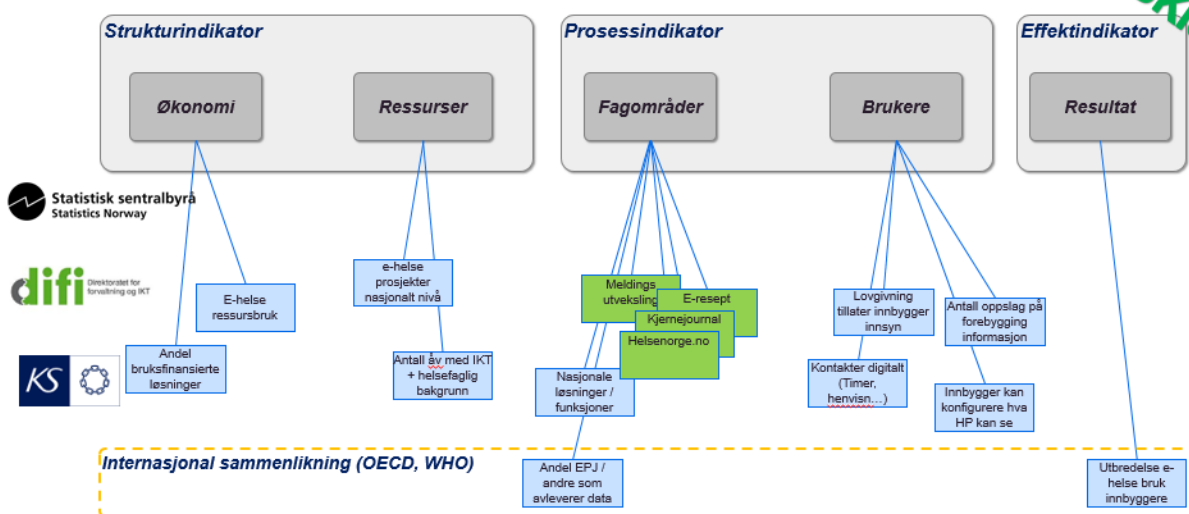 Strukturindikator
Prosessindikator
Effektindikator
Økonomi
Ressurser
Fagområder
Brukere
Resultat
Statistisk sentralbyrå
Statistics Norway
difi
Direktoratet for
forvaltning og IKT
KS
E-helse
ressursbruk
Andel
bruksfinansierte
løsninger
e-helse
prosjekter
nasjonalt nivå
Antall åv med IKT
+ helsefaglig
bakgrunn
Meldings
utveksling
E-resept
Kjernejournal
Helsenorge.no
Nasjonale
løsninger /
funksjoner
Lovgivning
tillater innbygger
innsyn
Antall oppslag på
forebygging
informasjon
Kontakter digitalt
(Timer,
henvisn...)
Innbygger kan
konfigurere hva
HP kan se
Internasjonal sammenlikning (OECD, WHO)
Andel EPJ /
andre som
avleverer data
Utbredelse e-
helse bruk
innbyggere